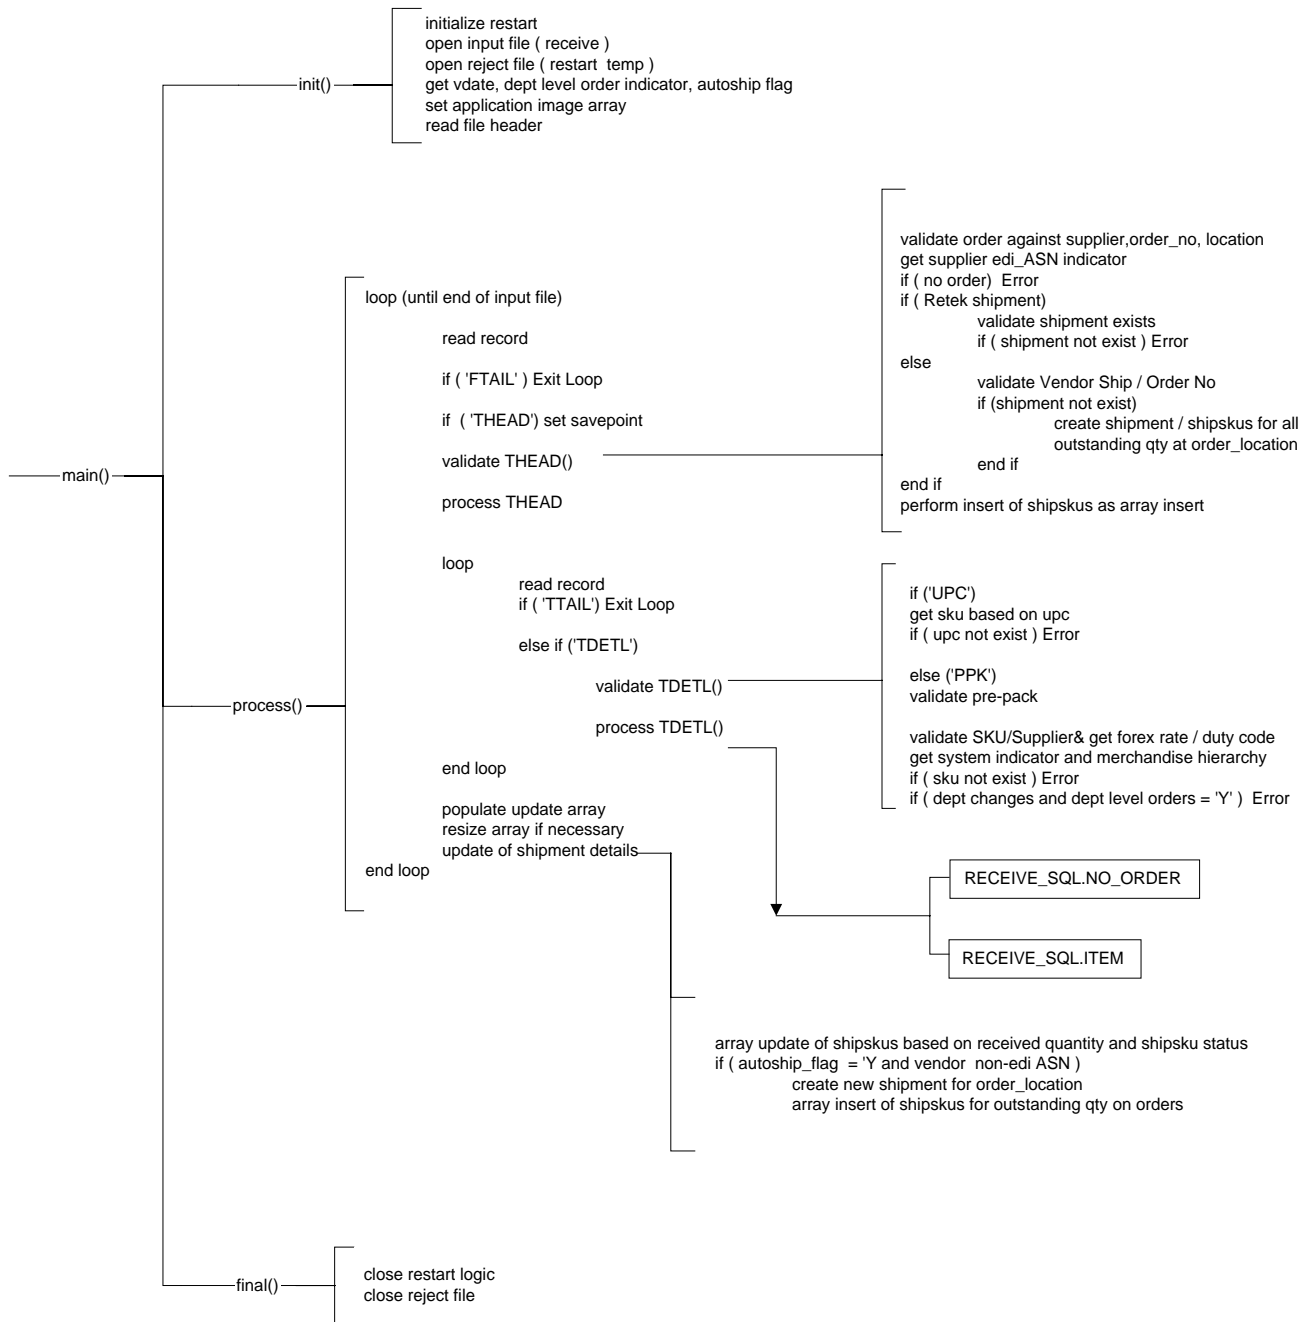 initialize restart
open input file ( receive )
open reject file ( restart  temp )
get vdate, dept level order indicator, autoship flag
set application image array
read file header
init()
main()
process()
loop (until end of input file)
read record
if ( 'FTAIL' ) Exit Loop
if  ( 'THEAD') set savepoint
validate THEAD()
process THEAD
loop
read record
if ( 'TTAIL') Exit Loop
else if ('TDETL')
validate TDETL()
process TDETL()
end loop
populate update array
resize array if necessary
update of shipment details
end loop
validate order against supplier,order_no, location
get supplier edi_ASN indicator
if ( no order)  Error
if ( Retek shipment)
validate shipment exists
if ( shipment not exist ) Error
else
validate Vendor Ship / Order No
if (shipment not exist)
create shipment / shipskus for all
outstanding qty at order_location
end if
end if
perform insert of shipskus as array insert
if ('UPC')
get sku based on upc
if ( upc not exist ) Error
else ('PPK')
validate pre-pack
validate SKU/Supplier& get forex rate / duty code
get system indicator and merchandise hierarchy
if ( sku not exist ) Error
if ( dept changes and dept level orders = 'Y' )  Error
RECEIVE_SQL.NO_ORDER
RECEIVE_SQL.ITEM
array update of shipskus based on received quantity and shipsku status
if ( autoship_flag  = 'Y and vendor  non-edi ASN )
create new shipment for order_location
array insert of shipskus for outstanding qty on orders
final()
close restart logic
close reject file